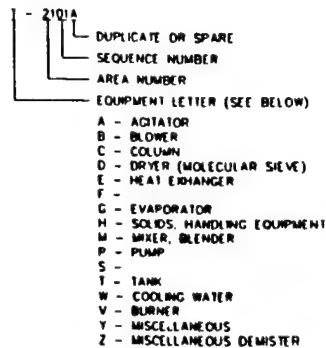 T - 2101A
DUPLICATE OR SPARE
SEQUENCE NUMBER
AREA NUMBER
EQUIPMENT LETTER (SEE BELOW)
A - AGITATOR
B - BLOWER
C - COLUMN
D - DRYER (MOLECULAR SIEVE)
E - HEAT EXHANGER
F -
G - EVAPORATOR
H - SOLIDS, HANDLING EQUIPMENT
M - MIXER, BLENDER
P - PUMP
S -
T - TANK
W - COOLING WATER
V - BURNER
Y - MISCELLANEOUS
Z - MISCELLANEOUS DEMISTER